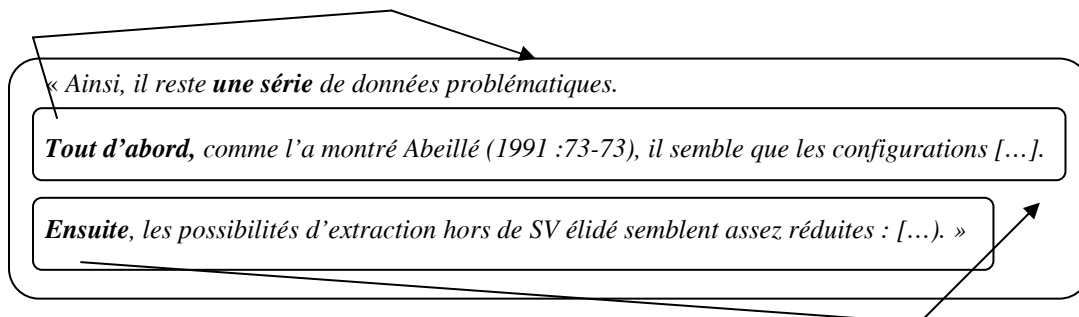 « Ainsi, il reste une série de données problématiques.
Tout d’abord, comme l’a montré Abeillé (1991 :73-73), il semble que les configurations […].
Ensuite, les possibilités d’extraction hors de SV élidé semblent assez réduites : […). »